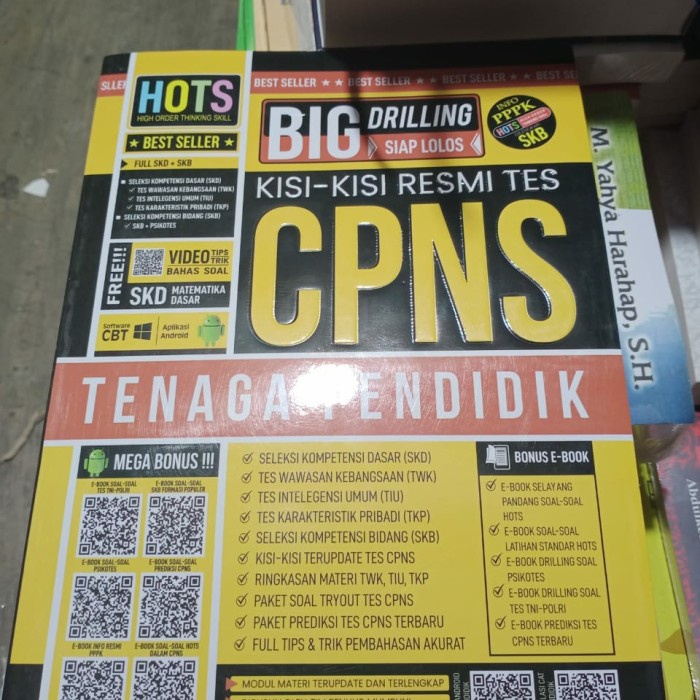 SLLER
BEST SELLER ★★ BEST SELLER ★★ BEST SELLER ★★ BEST SE
HOTS
HIGH ORDER THINKING SKILL
★ BEST SELLER ★
FULL SKD + SKB
SELEKSI KOMPETENSI DASAR (SKD)
TES WAWASAN KEBANGSAAN (TWK)
TES INTELEGENSI UMUM (TIU)
TES KARAKTERISTIK PRIBADI (TKP)
SELEKSI KOMPETENSI BIDANG (SKB)
SKD + PSIKOTES
FREE!!!
VIDEO TIPS TRIK
BAHAS SOAL
SKD MATEMATIKA DASAR
Software CBT
Aplikasi Android
BIG DRILLING
SIAP LOLOS
INFO
PPPK
HOTS
SKB
KISI-KISI RESMI TES
CPNS
TENAGA PENDIDIK
MEGA BONUS !!!
E-BOOK SOAL-SOAL TES TNI-POLRI
E-BOOK SOAL-SOAL SKB FORMASI POPULER
E-BOOK SOAL-SOAL PSIKOTES
E-BOOK SOAL-SOAL PREDIKSI CPNS
E-BOOK INFO RESMI PPPK
E-BOOK SOAL-SOAL HOTS DALAM CPNS
SELEKSI KOMPETENSI DASAR (SKD)
TES WAWASAN KEBANGSAAN (TWK)
TES INTELEGENSI UMUM (TIU)
TES KARAKTERISTIK PRIBADI (TKP)
SELEKSI KOMPETENSI BIDANG (SKB)
KISI-KISI TERUPDATE TES CPNS
RINGKASAN MATERI TWK, TIU, TKP
PAKET SOAL TRYOUT TES CPNS
PAKET PREDIKSI TES CPNS TERBARU
FULL TIPS & TRIK PEMBAHASAN AKURAT
BONUS E-BOOK
E-BOOK SELAYANG
PANDANG SOAL-SOAL
HOTS
E-BOOK SOAL-SOAL
LATIHAN STANDAR HOTS
E-BOOK DRILLING SOAL
PSIKOTES
E-BOOK DRILLING SOAL
TES TNI-POLRI
E-BOOK PREDIKSI TES
CPNS TERBARU
MODUL MATERI TERUPDATE DAN TERLENGKAP
M. Yahya Harahap, S.H.